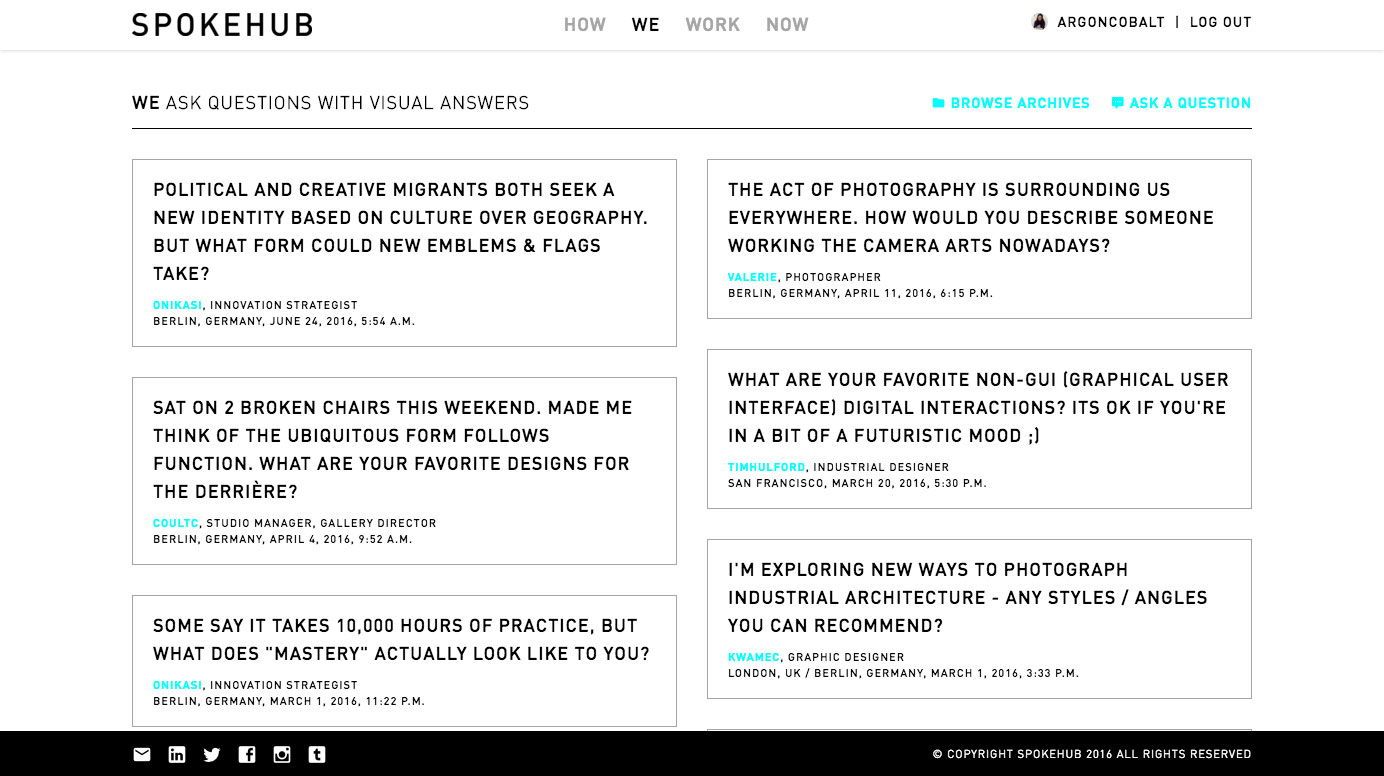 SPOKEHUB
HOW WE WORK NOW
ARGONCOBALT | LOG OUT
WE ASK QUESTIONS WITH VISUAL ANSWERS
BROWSE ARCHIVES
ASK A QUESTION
POLITICAL AND CREATIVE MIGRANTS BOTH SEEK A
NEW IDENTITY BASED ON CULTURE OVER GEOGRAPHY.
BUT WHAT FORM COULD NEW EMBLEMS & FLAGS
TAKE?
ONIKASI, INNOVATION STRATEGIST
BERLIN, GERMANY, JUNE 24, 2016, 5:54 A.M.
SAT ON 2 BROKEN CHAIRS THIS WEEKEND. MADE ME
THINK OF THE UBIQUITOUS FORM FOLLOWS
FUNCTION. WHAT ARE YOUR FAVORITE DESIGNS FOR
THE DERRIÈRE?
COULTC, STUDIO MANAGER, GALLERY DIRECTOR
BERLIN, GERMANY, APRIL 4, 2016, 9:52 A.M.
SOME SAY IT TAKES 10,000 HOURS OF PRACTICE, BUT
WHAT DOES "MASTERY" ACTUALLY LOOK LIKE TO YOU?
ONIKASI, INNOVATION STRATEGIST
BERLIN, GERMANY, MARCH 1, 2016, 11:22 P.M.
THE ACT OF PHOTOGRAPHY IS SURROUNDING US
EVERYWHERE. HOW WOULD YOU DESCRIBE SOMEONE
WORKING THE CAMERA ARTS NOWADAYS?
VALERIE, PHOTOGRAPHER
BERLIN, GERMANY, APRIL 11, 2016, 6:15 P.M.
WHAT ARE YOUR FAVORITE NON-GUI (GRAPHICAL USER
INTERFACE) DIGITAL INTERACTIONS? ITS OK IF YOU'RE
IN A BIT OF A FUTURISTIC MOOD ;)
TIMHULFORD, INDUSTRIAL DESIGNER
SAN FRANCISCO, MARCH 20, 2016, 5:30 P.M.
I'M EXPLORING NEW WAYS TO PHOTOGRAPH
INDUSTRIAL ARCHITECTURE - ANY STYLES / ANGLES
YOU CAN RECOMMEND?
KWAMEC, GRAPHIC DESIGNER
LONDON, UK / BERLIN, GERMANY, MARCH 1, 2016, 3:33 P.M.
© COPYRIGHT SPOKEHUB 2016 ALL RIGHTS RESERVED